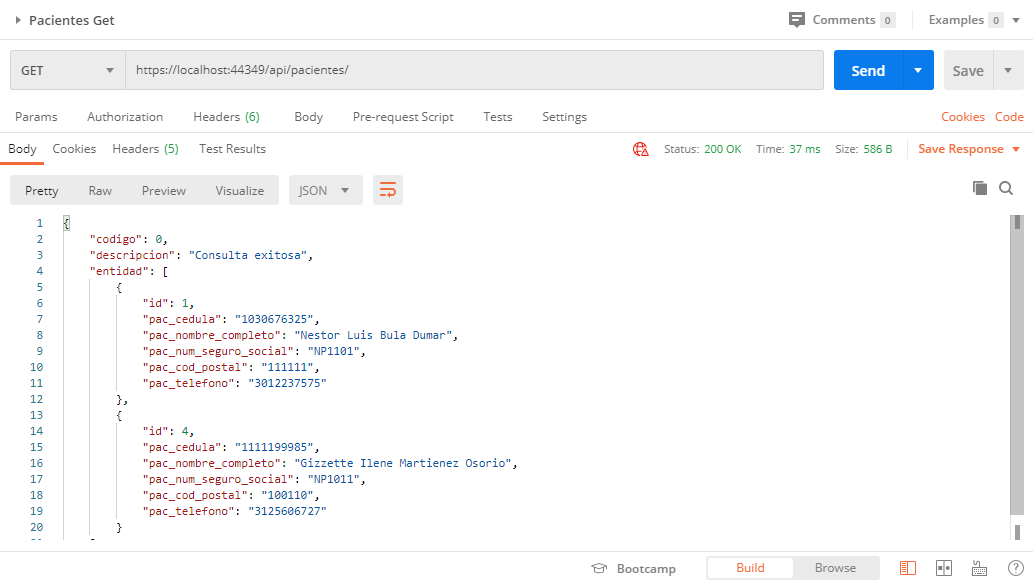 Pacientes Get Comments 0 Examples 0
GET https://localhost:44349/api/pacientes/ Send Save
Params Authorization Headers (6) Body Pre-request Script Tests Settings Cookies Code
Body Cookies Headers (5) Test Results Status: 200 OK Time: 37 ms Size: 586 B Save Response
Pretty Raw Preview Visualize JSON
1 {
2 "codigo": 0,
3 "descripcion": "Consulta exitosa",
4 "entidad": [
5 {
6 "id": 1,
7 "pac_cedula": "1030676325",
8 "pac_nombre_completo": "Nestor Luis Bula Dumar",
9 "pac_num_seguro_social": "NP1101",
10 "pac_cod_postal": "111111",
11 "pac_telefono": "3012237575"
12 },
13 {
14 "id": 4,
15 "pac_cedula": "1111199985",
16 "pac_nombre_completo": "Gizzette Ilene Martienez Osorio",
17 "pac_num_seguro_social": "NP1011",
18 "pac_cod_postal": "100110",
19 "pac_telefono": "3125606727"
20 }
Bootcamp Build Browse